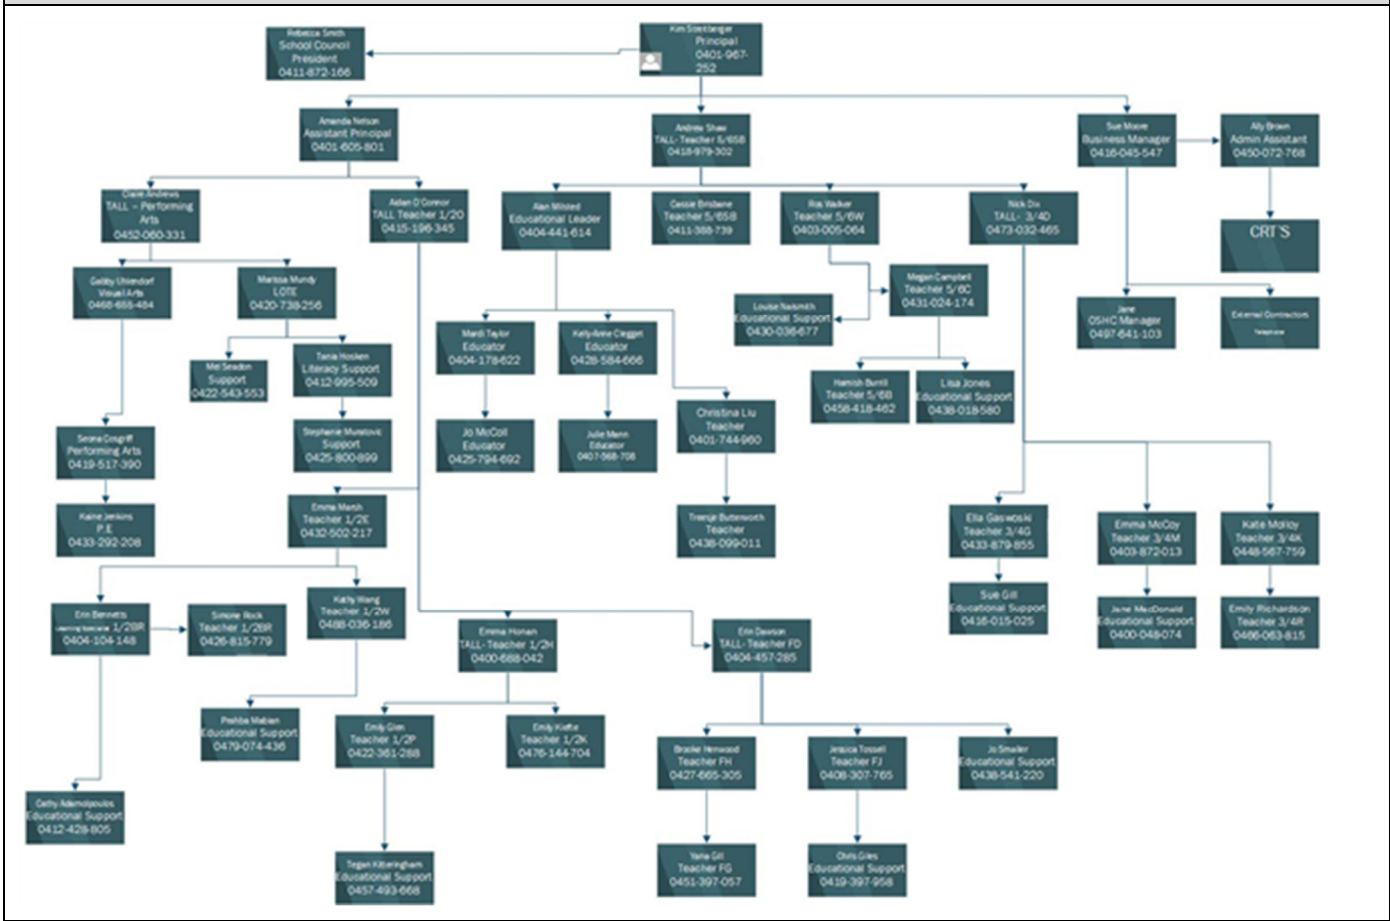 Rebecca Smith
School Council
President
0411-872-166
Principal
0401-967-
252
Amanda Nelson
Assistant Principal
0401-605-801
Andrew Shaw
TALL- Teacher 5/6SB
0418-979-302
Sue Moore
Business Manager
0416-045-547
Ally Brown
Admin Assistant
0450-072-768
Claire Andrews
TALL – Performing
Arts
0452-060-331
Aidan O'Connor
TALL Teacher 1/2O
0415-196-345
Alan Milsted
Educational Leader
0404-441-614
Cassie Brisbane
Teacher 5/6SB
0411-388-739
Ros Walker
Teacher 5/6W
0403-005-064
Nick Dix
TALL- 3/4D
0473-032-465
CRT'S
Gabby Uhlendorf
Visual Arts
0468-688-484
Marissa Mundy
LOTE
0420-738-256
Megan Campbell
Teacher 5/6C
0431-024-174
Louise Naismith
Educational Support
0430-036-677
Jane
OSHC Manager
0497-641-103
External Contractors
Mel Seadon
Support
0422-543-553
Tania Hosken
Literacy Support
0412-995-509
Mardi Taylor
Educator
0404-178-622
Kelly-Anne Clegget
Educator
0428-584-666
Hamish Burrill
Teacher 5/6B
0458-418-462
Lisa Jones
Educational Support
0438-018-580
Christina Liu
Teacher
0401-744-960
Seona Cosgriff
Performing Arts
0419-517-390
Stephanie Muratovic
Support
0425-800-899
Jo McColl
Educator
0425-794-692
Julie Mann
Educator
0407-568-708
Kaine Jenkins
P.E
0433-292-208
Emma Marsh
Teacher 1/2E
0432-502-217
Butterworth
Teacher
0438-099-011
Ella Gaswoski
Teacher 3/4G
0433-879-855
Emma McCoy
Teacher 3/4M
0403-872-013
Kate Molloy
Teacher 3/4K
0448-567-759
Erin Bennetts
1/2BR
0404-104-148
Simone Rock
Teacher 1/2BR
0426-815-779
Kathy Wang
Teacher 1/2W
0488-036-186
Emma Honan
TALL- Teacher 1/2H
0400-688-042
Erin Dawson
TALL- Teacher FD
0404-457-285
Sue Gill
Educational Support
0416-015-025
Jane MacDonald
Educational Support
0400-048-074
Emily Richardson
Teacher 3/4R
0466-063-815
Mabian
Educational Support
0479-074-436
Emily Glen
Teacher 1/2P
0422-361-288
Emily Kiefte
Teacher 1/2K
0476-144-704
Brooke Henwood
Teacher FH
0427-665-305
Jessica Tossell
Teacher FJ
0408-307-765
Jo Smaller
Educational Support
0438-541-220
Cathy Adamopoulos
Educational Support
0412-428-805
Tegan Kitteringham
Educational Support
0457-493-668
Yana Gill
Teacher FG
0451-397-057
Chris Giles
Educational Support
0419-397-958